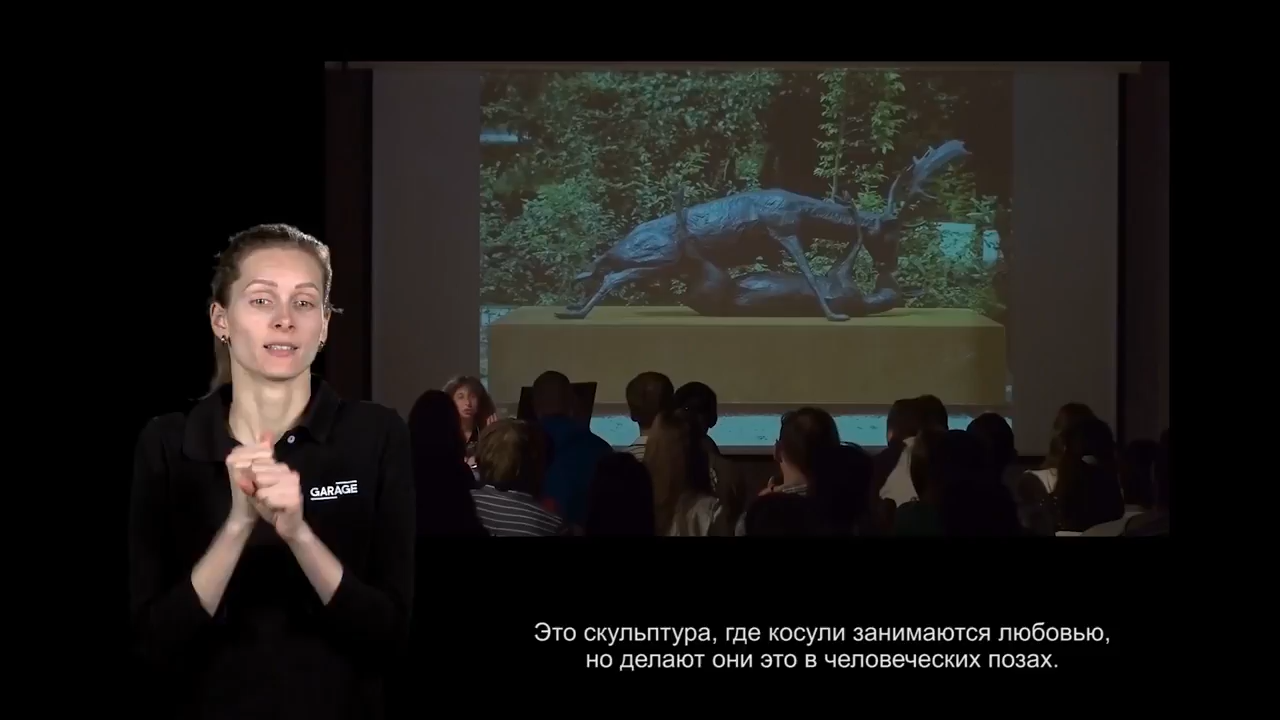 GARAGE
Это скульптура, где косули занимаются любовью,
но делают они это в человеческих позах.